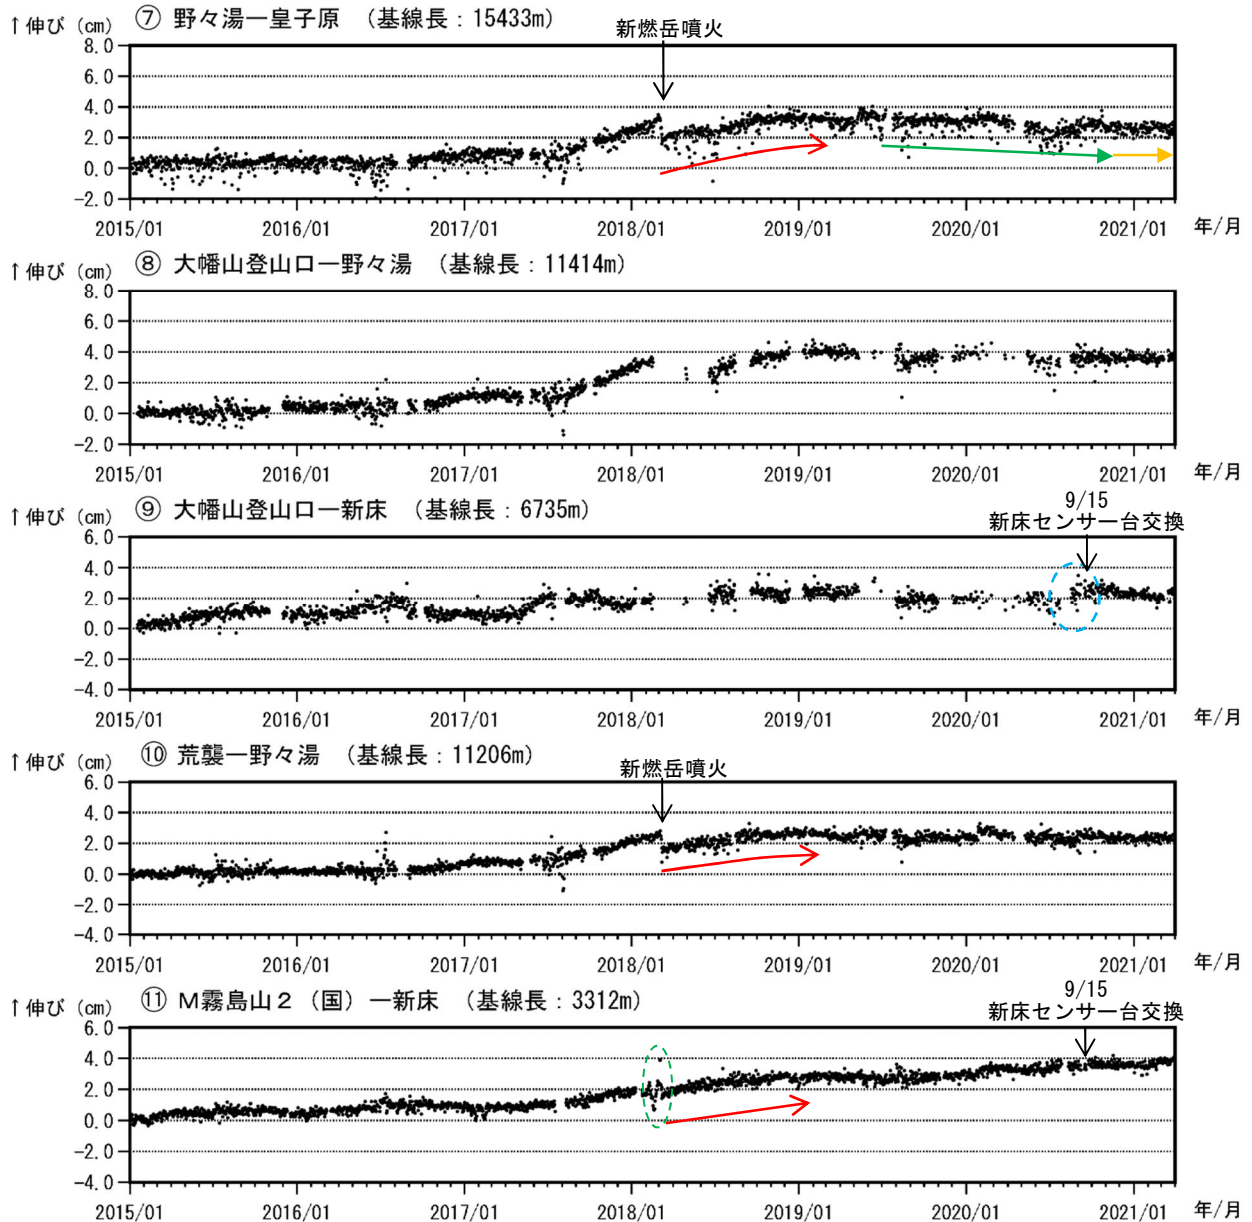 ⑦ 野々湯ー皇子原 （基線長：15433m）
↑伸び（cm）
新燃岳噴火
8.0
6.0
4.0
2.0
0.0
−2.0
2015/01 2016/01 2017/01 2018/01 2019/01 2020/01 2021/01 年/月
⑧ 大幡山登山口ー野々湯 （基線長：11414m）
↑伸び（cm）
8.0
6.0
4.0
2.0
0.0
−2.0
2015/01 2016/01 2017/01 2018/01 2019/01 2020/01 2021/01 年/月
9/15
⑨ 大幡山登山口ー新床 （基線長：6735m）
↑伸び（cm）
新床センサー台交換
6.0
4.0
2.0
0.0
−2.0
−4.0
2015/01 2016/01 2017/01 2018/01 2019/01 2020/01 2021/01 年/月
⑩ 荒襲ー野々湯 （基線長：11206m）
↑伸び（cm）
新燃岳噴火
6.0
4.0
2.0
0.0
−2.0
−4.0
2015/01 2016/01 2017/01 2018/01 2019/01 2020/01 2021/01 年/月
9/15
⑪ M霧島山２（国）ー新床 （基線長：3312m）
↑伸び（cm）
新床センサー台交換
6.0
4.0
2.0
0.0
−2.0
−4.0
2015/01 2016/01 2017/01 2018/01 2019/01 2020/01 2021/01 年/月